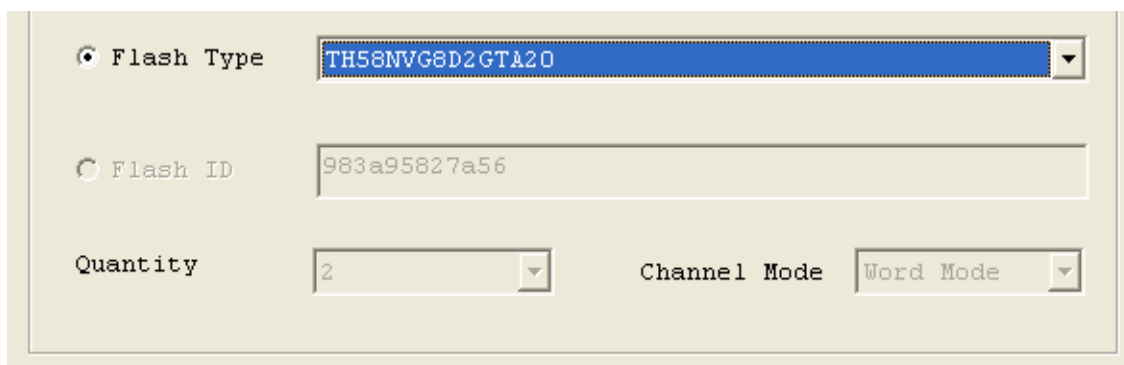 Flash Type TH58NVG8D2GTA20
Flash ID 983a95827a56
Quantity 2 Channel Mode Word Mode